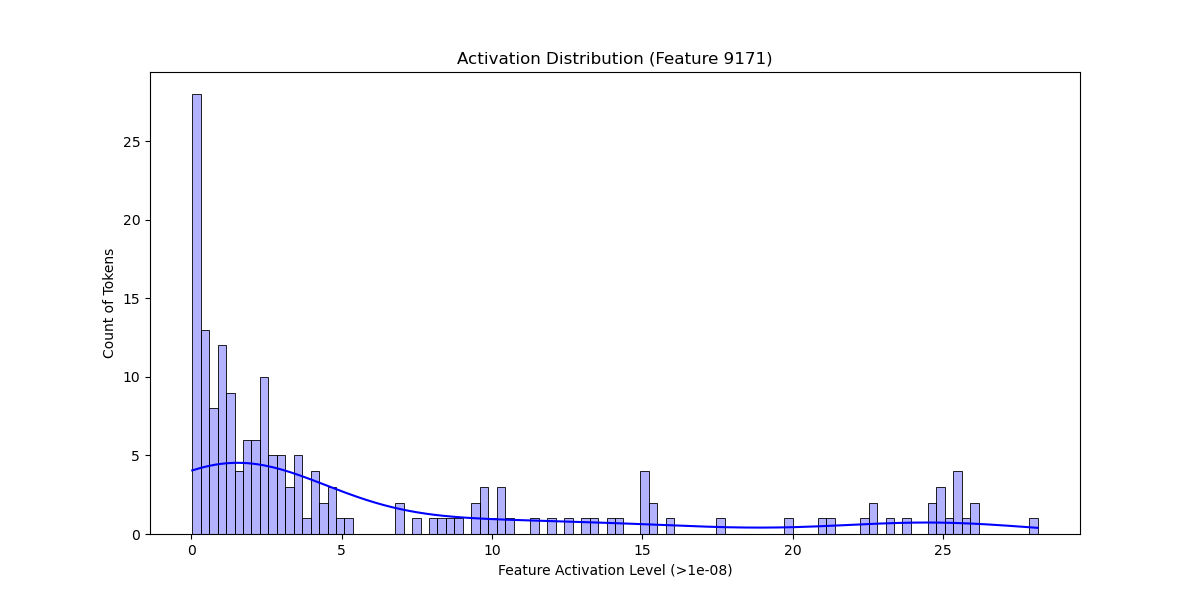 Activation Distribution (Feature 9171)
Count of Tokens
25
20
15
10
5
0
0 5 10 15 20 25
Feature Activation Level (>1e-08)